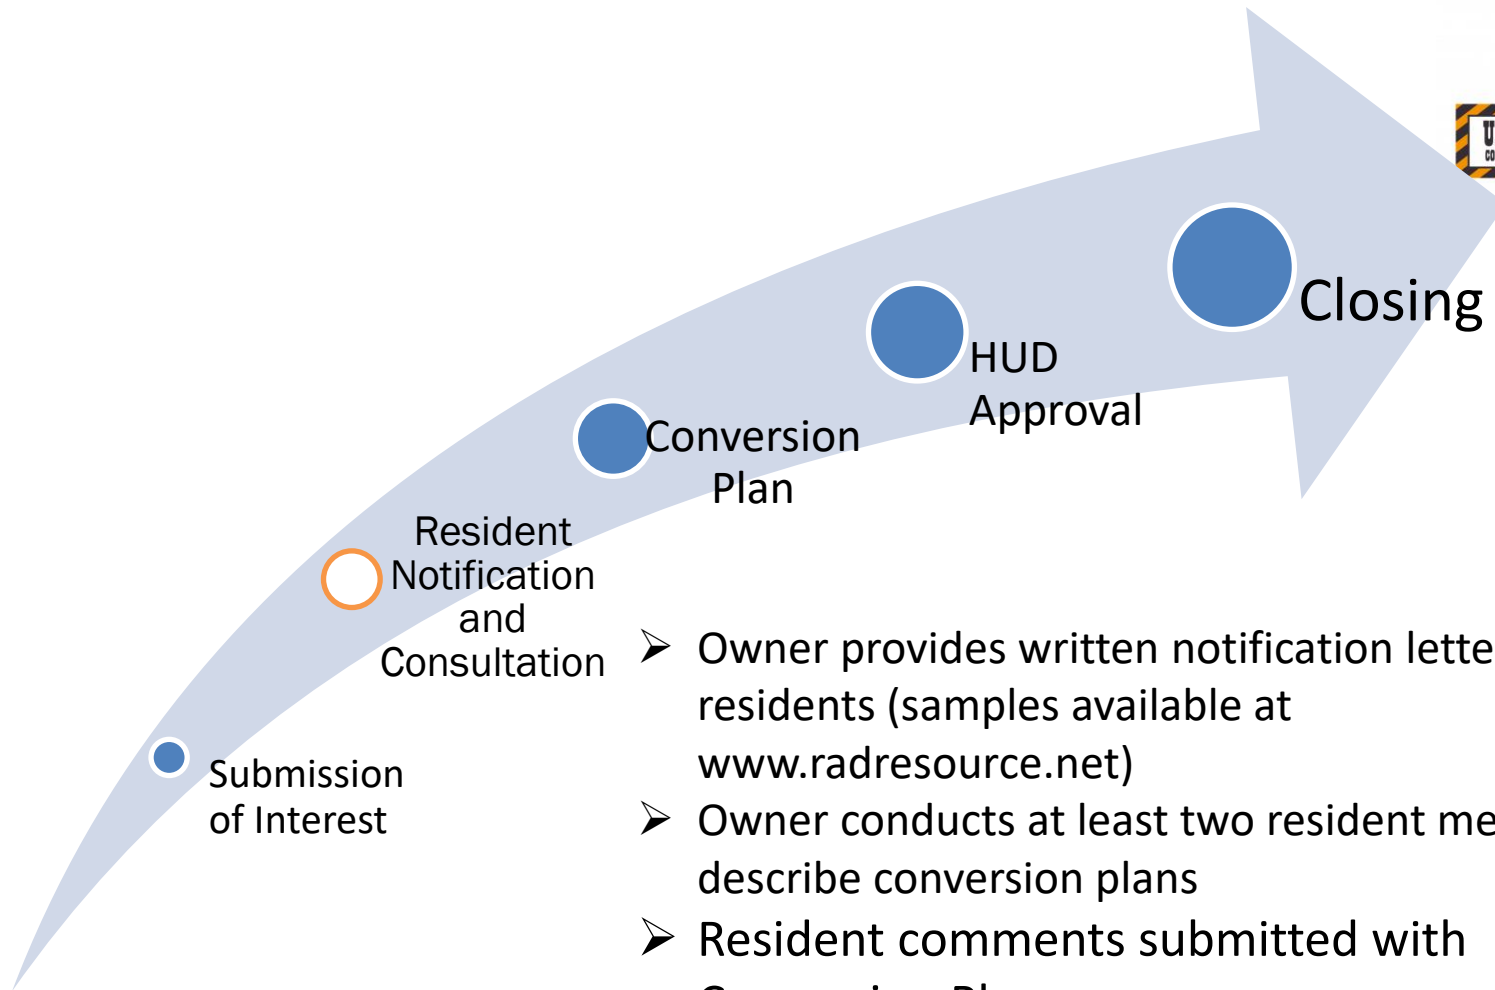 Closing
HUD
Approval
Conversion
Plan
Resident
Notification
and
Consultation
Submission
of Interest
➢ Owner provides written notification lette
residents (samples available at
www.radresource.net)
➢ Owner conducts at least two resident me
describe conversion plans
➢ Resident comments submitted with